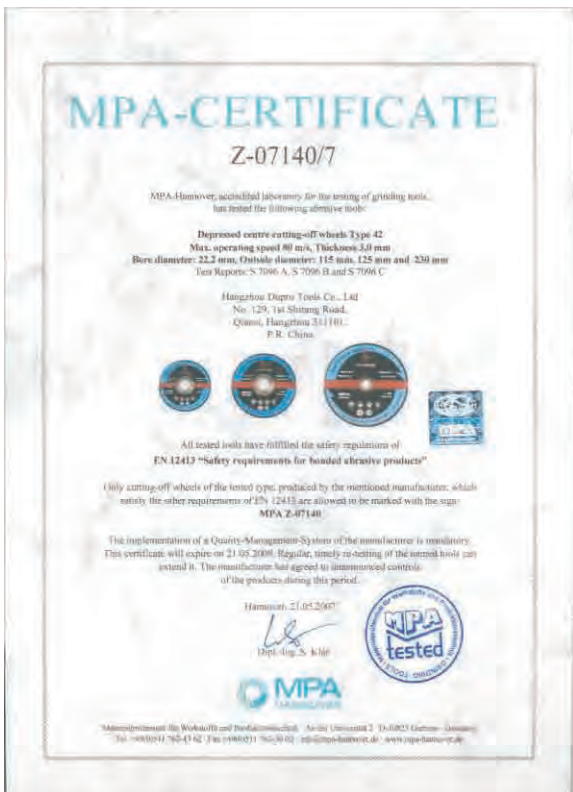 MPA-CERTIFICATE
Z-07140/7
MPA-Hannover, accredited laboratory for the testing of grinding tools,
has tested the following abrasive tools:
Depressed centre cutting-off wheels Type 42
Max. operating speed 80 m/s, Thickness 3,0 mm
Bore diameter: 22,2 mm, Outside diameter: 115 mm, 125 mm and 230 mm
Test Reports: S 7096 A, S 7096 B and S 7096 C
Hangzhou Dupro Tools Co., Ltd
No. 129, 1st Shitang Road,
Hangzhou 311101,
P.R. China
All tested tools have fulfilled the safety regulations of
EN 12413 "Safety requirements for bonded abrasive products"
Only cutting-off wheels of the tested type, produced by the mentioned manufacturer, which
satisfy the other requirements of EN 12413 are allowed to be marked with the sign:
MPA Z-07140
The implementation of a Quality-Management-System of the manufacturer is mandatory.
This certificate will expire on 21.05.2009. Regular, timely re-testing of the named tools can
extend it. The manufacturer has agreed to unannounced controls
of the products during this period.
Hannover, 21.05.2007
Dipl.-Ing. S.
MPA
tested
MPA
HANNOVER